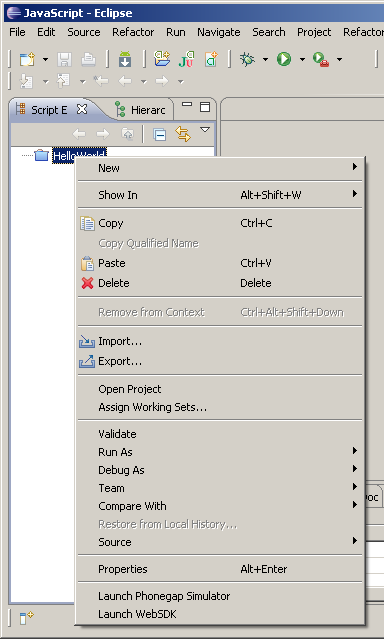 JavaScript - Eclipse
File Edit Source Refactor Run Navigate Search Project Refactor
Script E Hierarc
HelloWorld
New
Show In Alt+Shift+W
Copy Ctrl+C
Copy Qualified Name
Paste Ctrl+V
Delete Delete
Remove from Context Ctrl+Alt+Shift+Down
Import...
Export...
Open Project
Assign Working Sets...
Validate
Run As
Debug As
Team
Compare With
Restore from Local History...
Source
Properties Alt+Enter
Launch Phonegap Simulator
Launch WebSDK